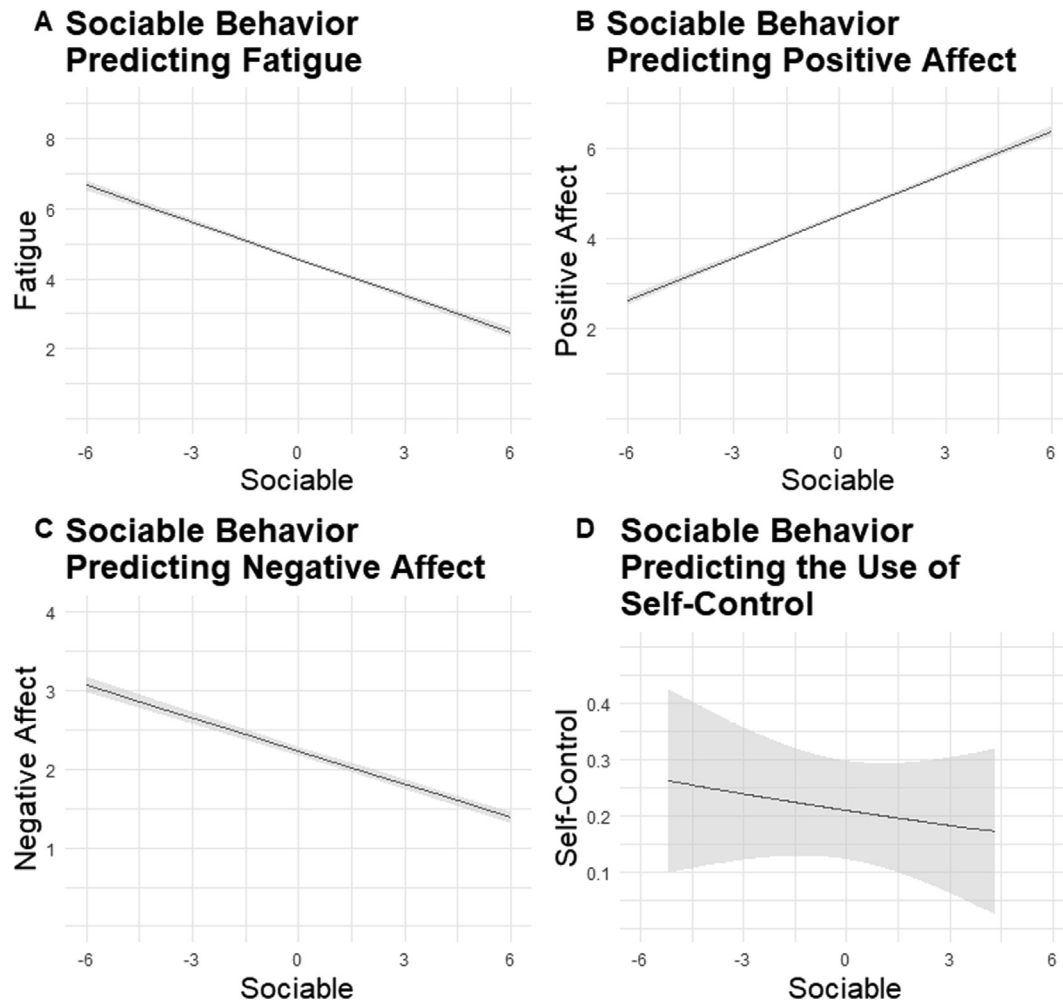 A Sociable Behavior
Predicting Fatigue
8
6
4
2
Fatigue
-6 -3 0 3 6
Sociable
B Sociable Behavior
Predicting Positive Affect
6
4
2
Positive Affect
-6 -3 0 3 6
Sociable
C Sociable Behavior
Predicting Negative Affect
4
3
2
1
Negative Affect
-6 -3 0 3 6
Sociable
D Sociable Behavior
Predicting the Use of
Self-Control
0.4
0.3
0.2
0.1
Self-Control
-6 -3 0 3 6
Sociable